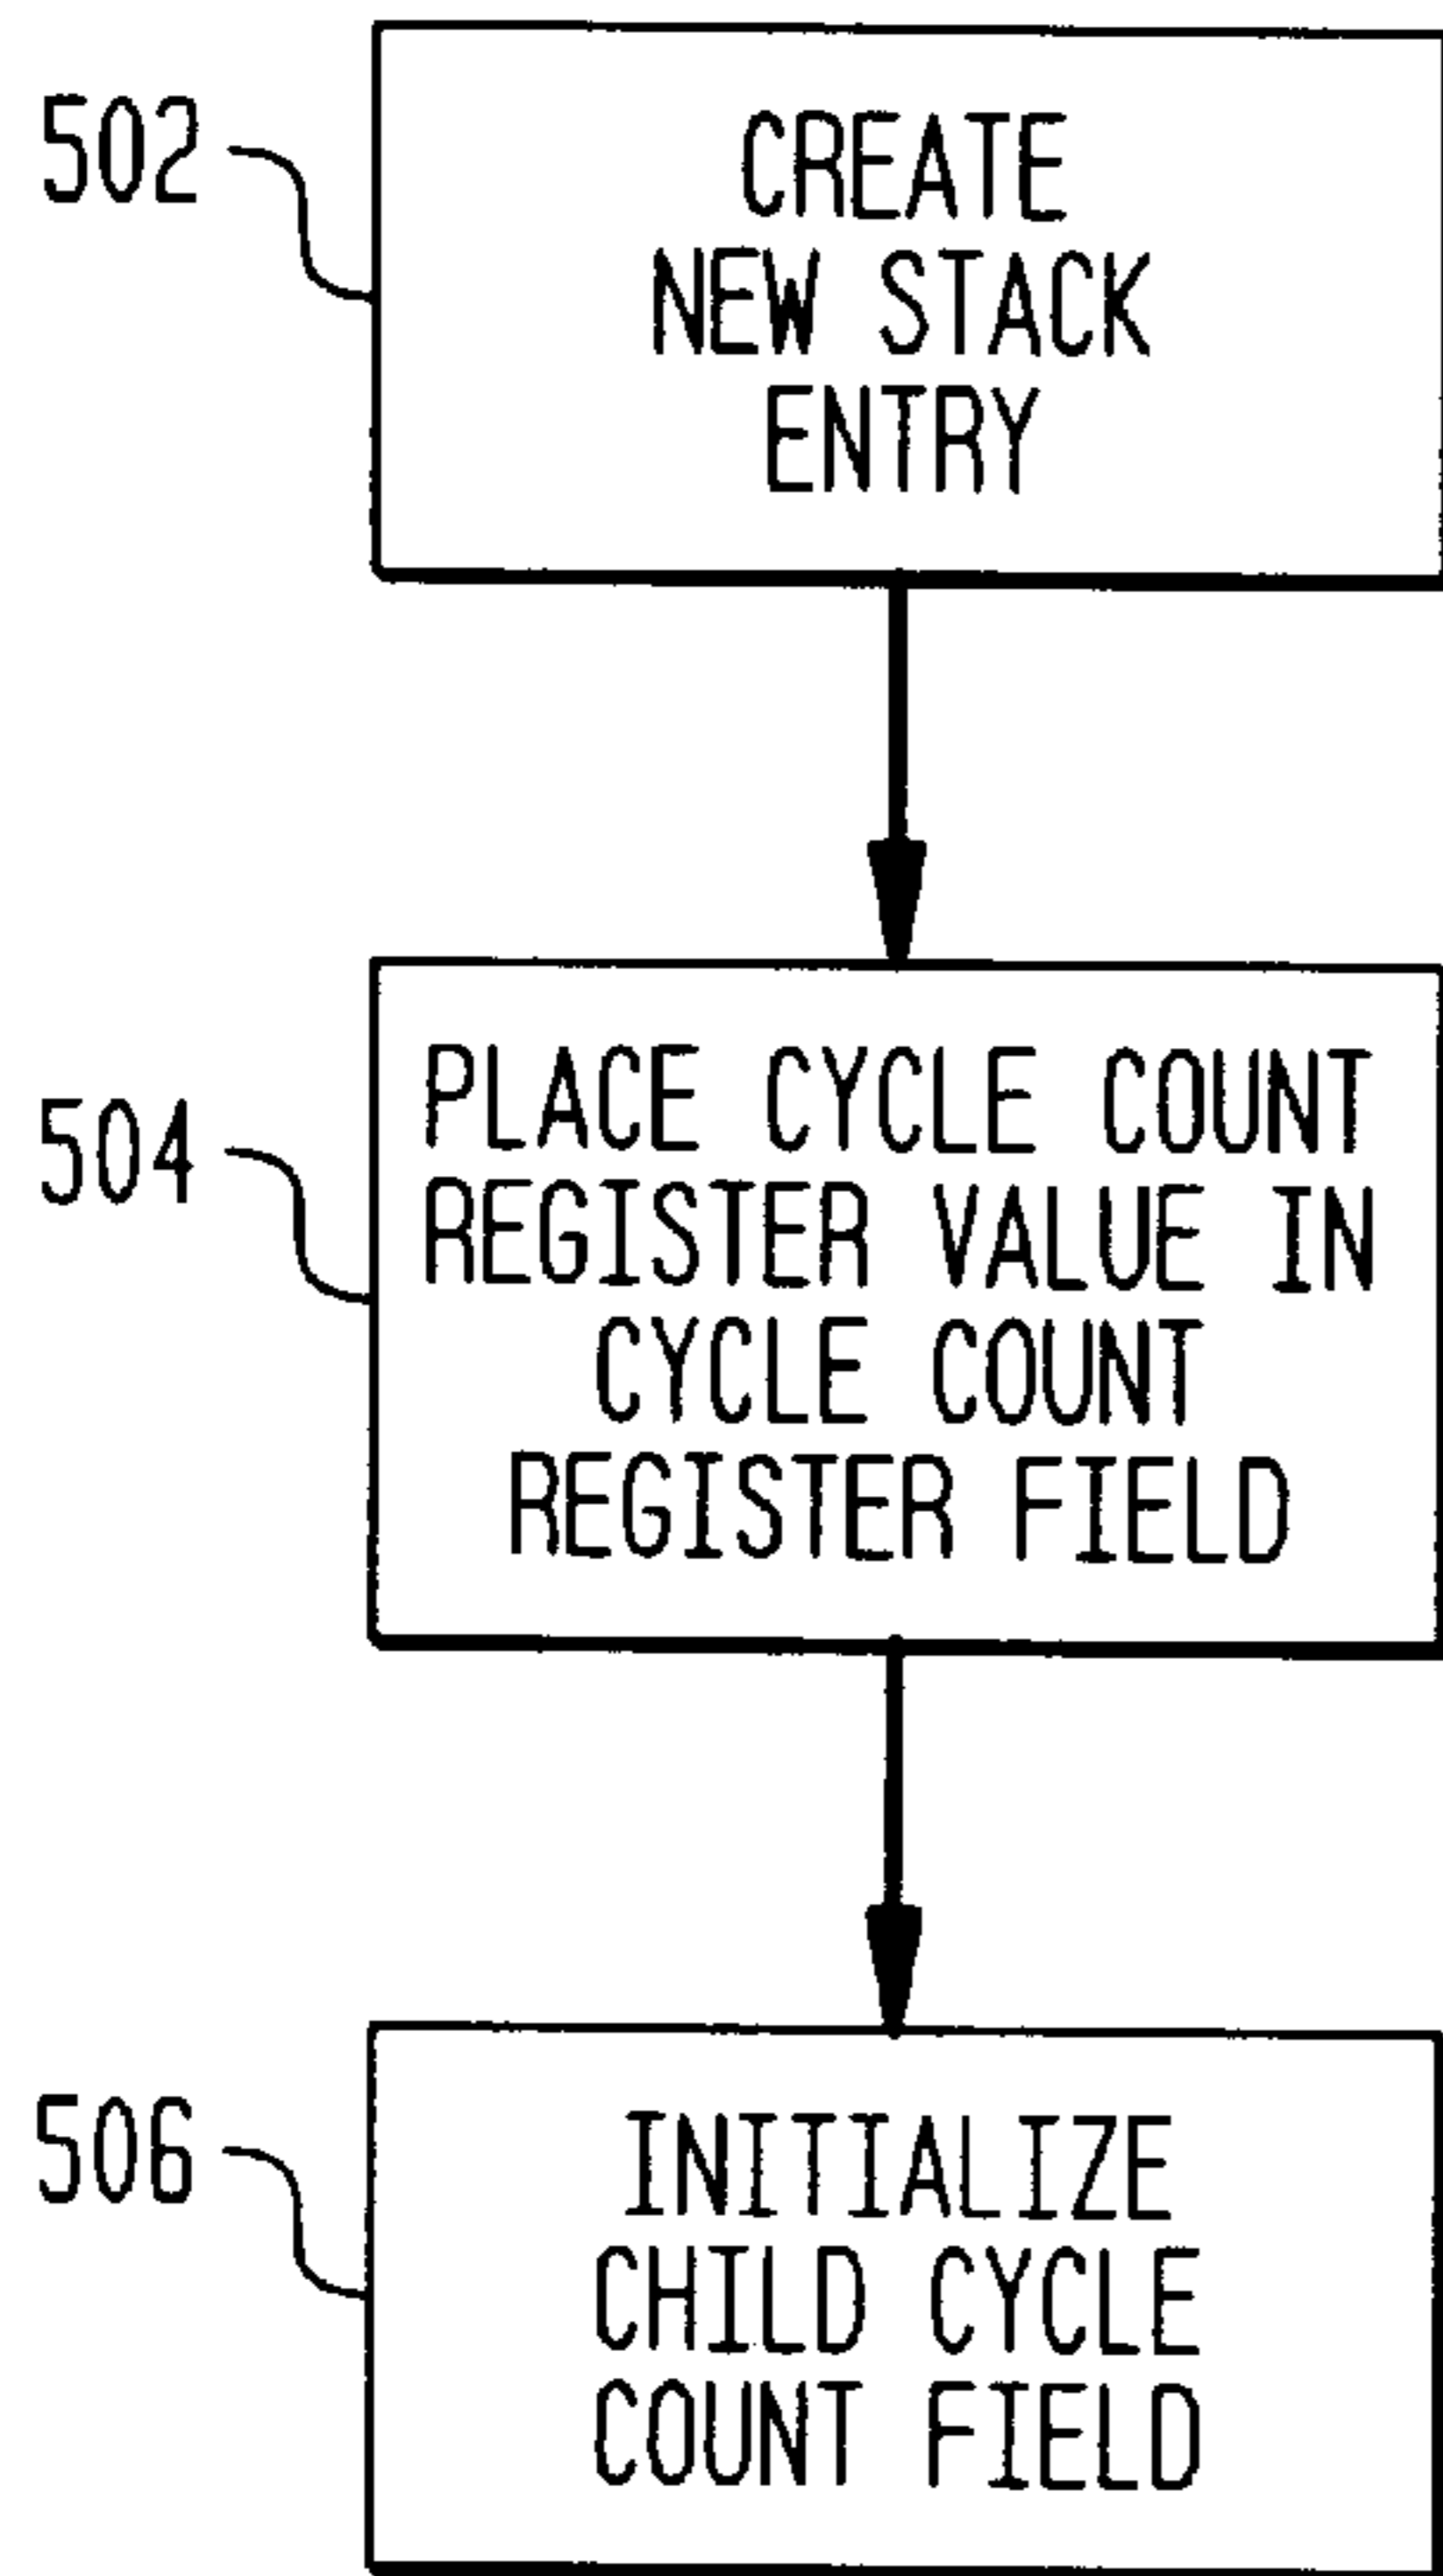 502
CREATE
NEW STACK
ENTRY
504
PLACE CYCLE COUNT
REGISTER VALUE IN
CYCLE COUNT
REGISTER FIELD
506
INITIALIZE
CHILD CYCLE
COUNT FIELD